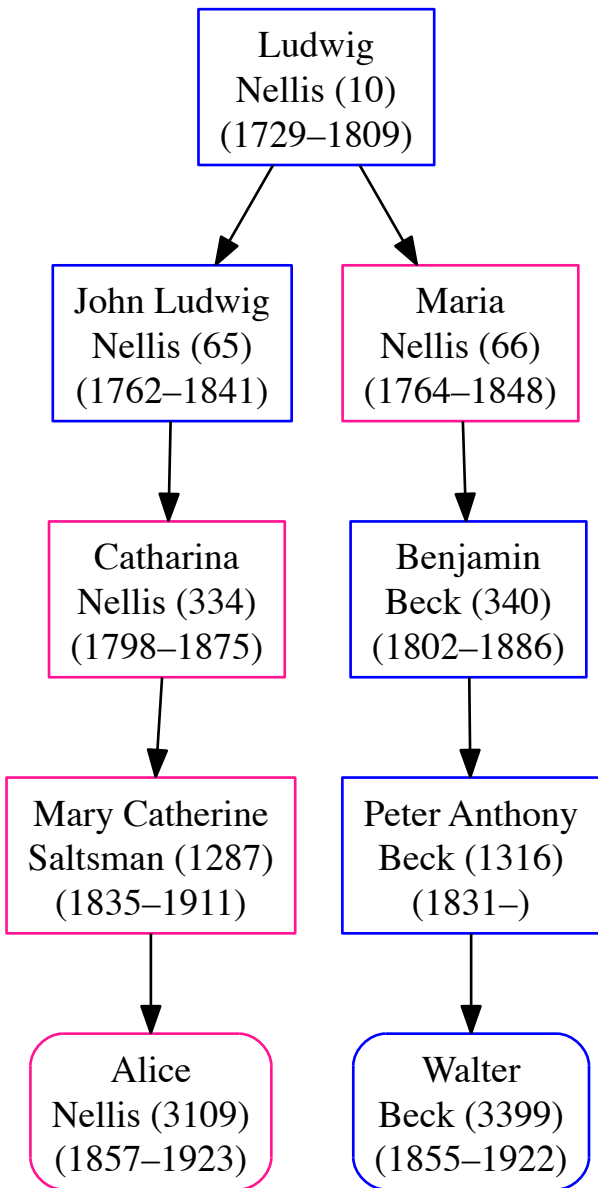 Ludwig
Nellis (10)
(1729–1809)
John Ludwig
Nellis (65)
(1762–1841)
Maria
Nellis (66)
(1764–1848)
Catharina
Nellis (334)
(1798–1875)
Benjamin
Beck (340)
(1802–1886)
Mary Catherine
Saltsman (1287)
(1835–1911)
Peter Anthony
Beck (1316)
(1831–)
Alice
Nellis (3109)
(1857–1923)
Walter
Beck (3399)
(1855–1922)